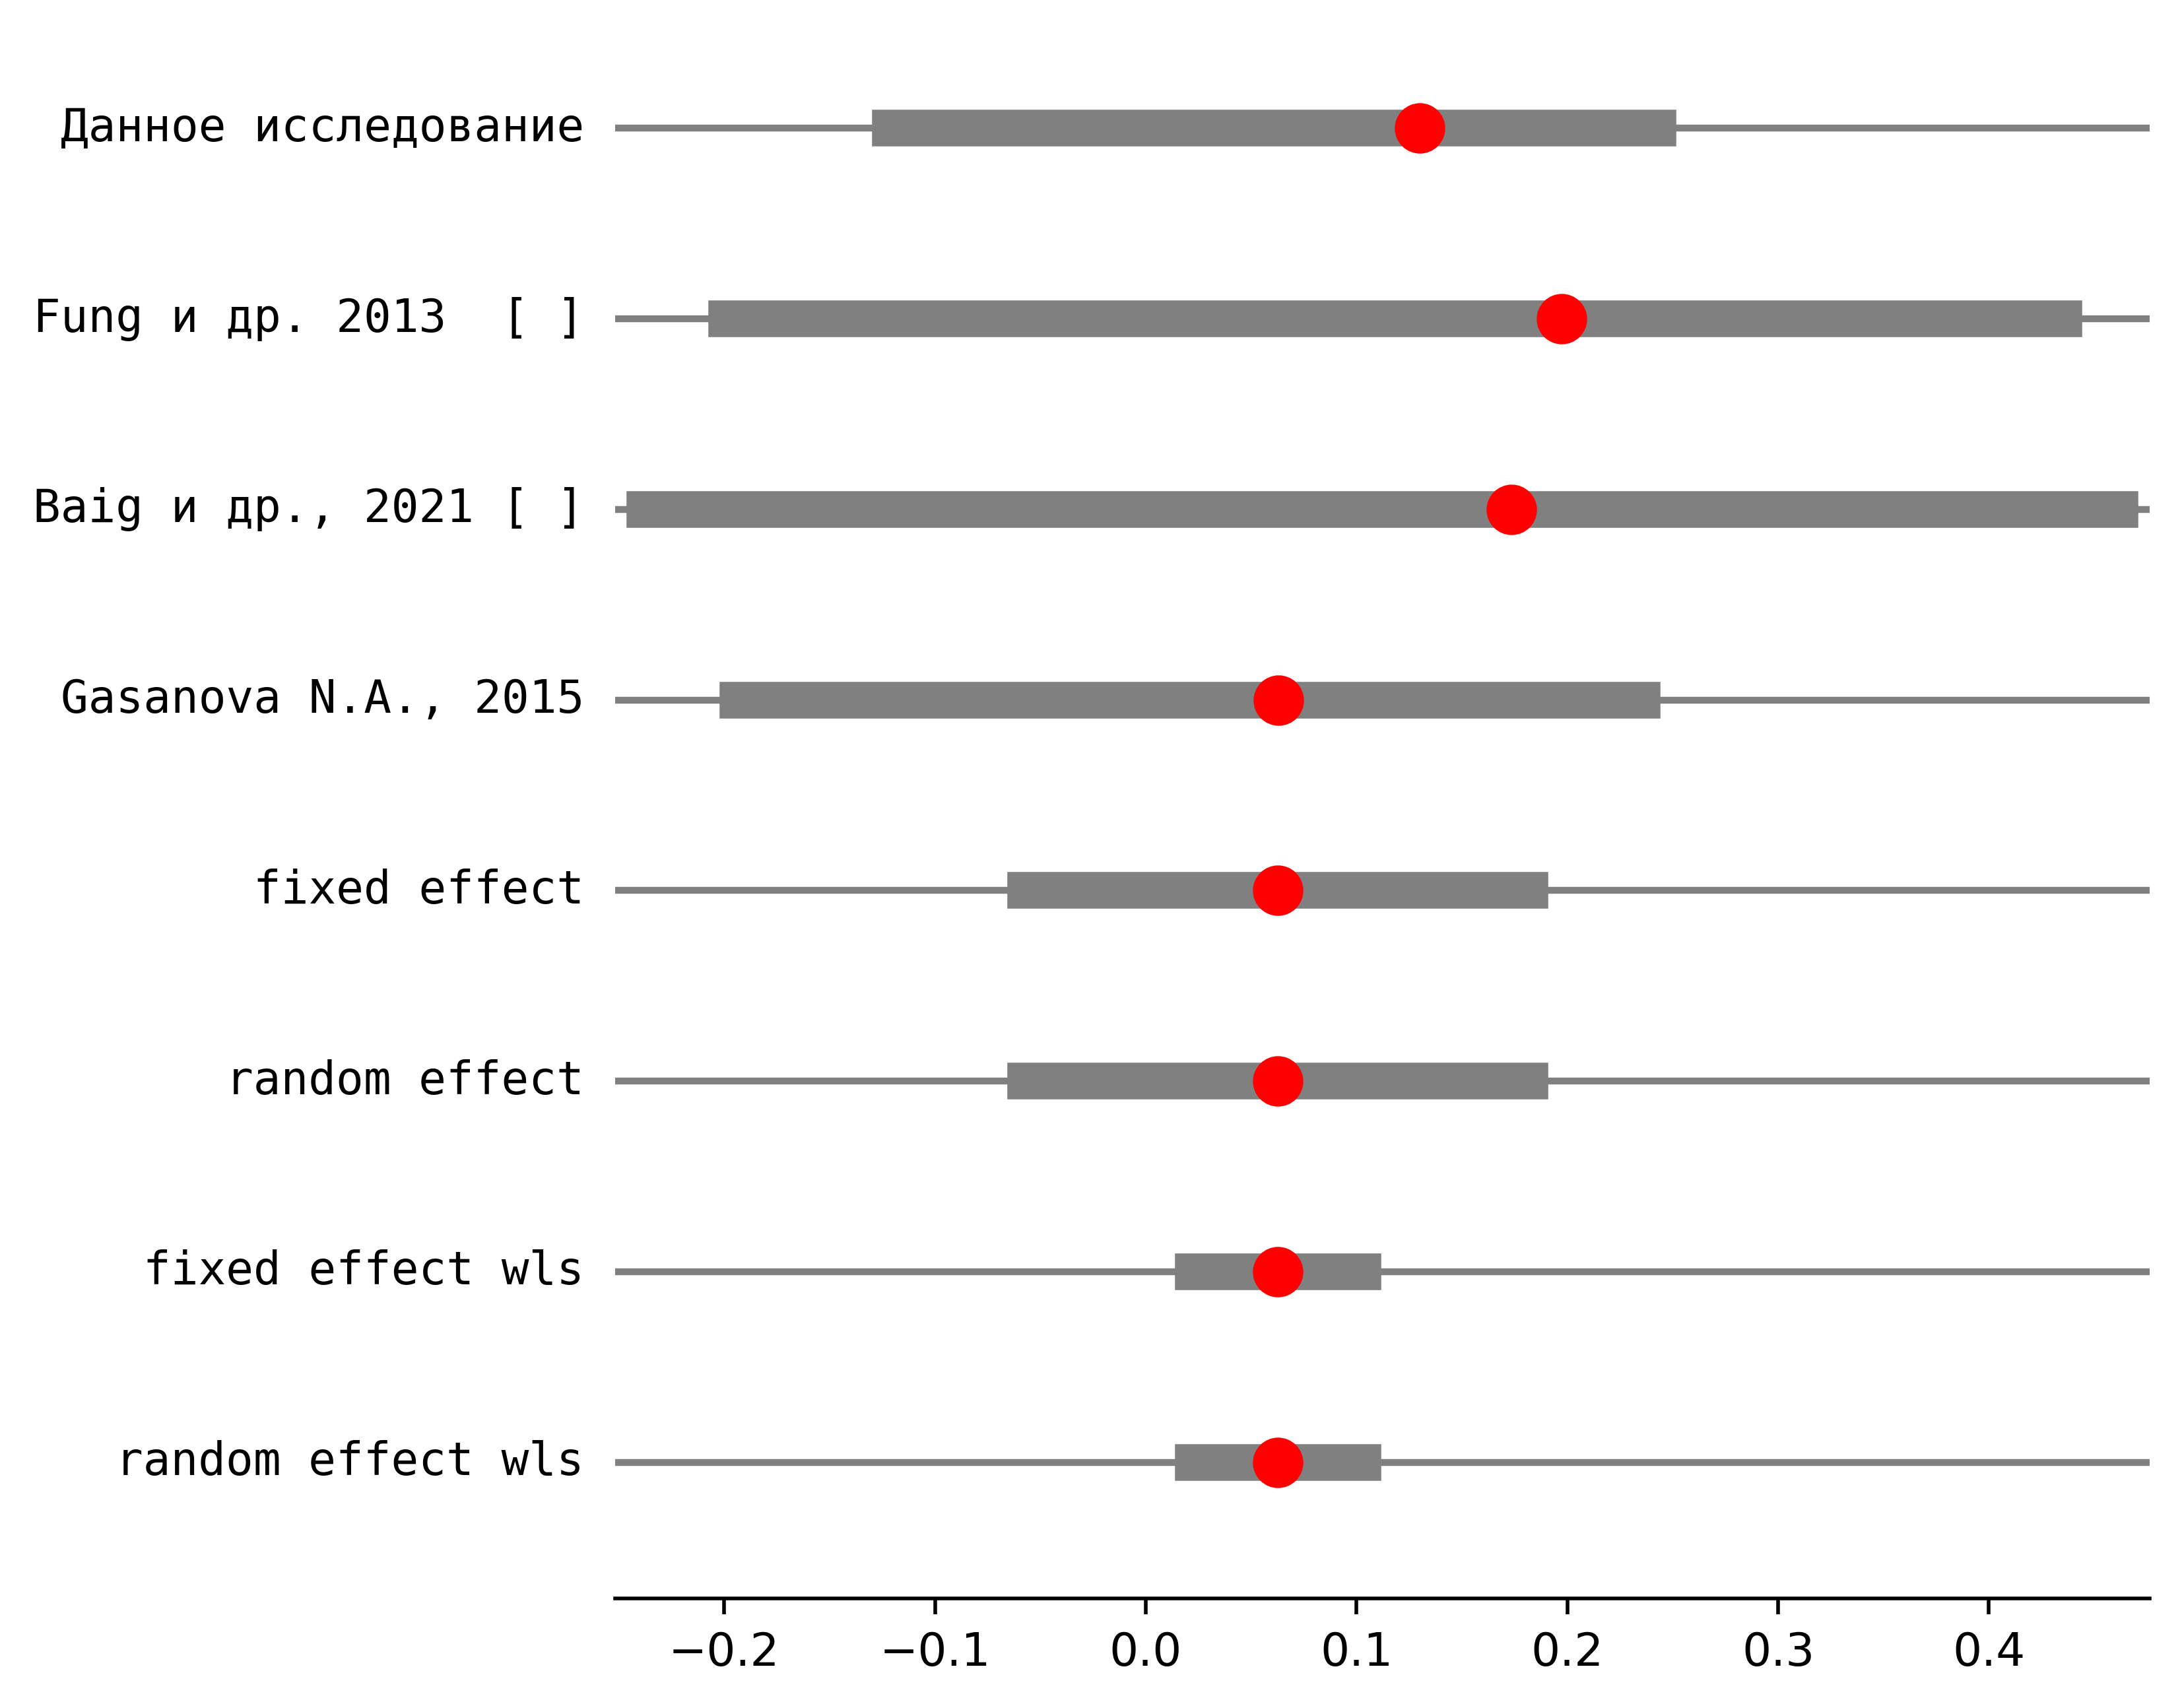 Данное исследование
Fung и др. 2013  [ ]
Baig и др., 2021 [ ]
Gasanova N.A., 2015
fixed effect
random effect
fixed effect wls
random effect wls
−0.2 −0.1 0.0 0.1 0.2 0.3 0.4